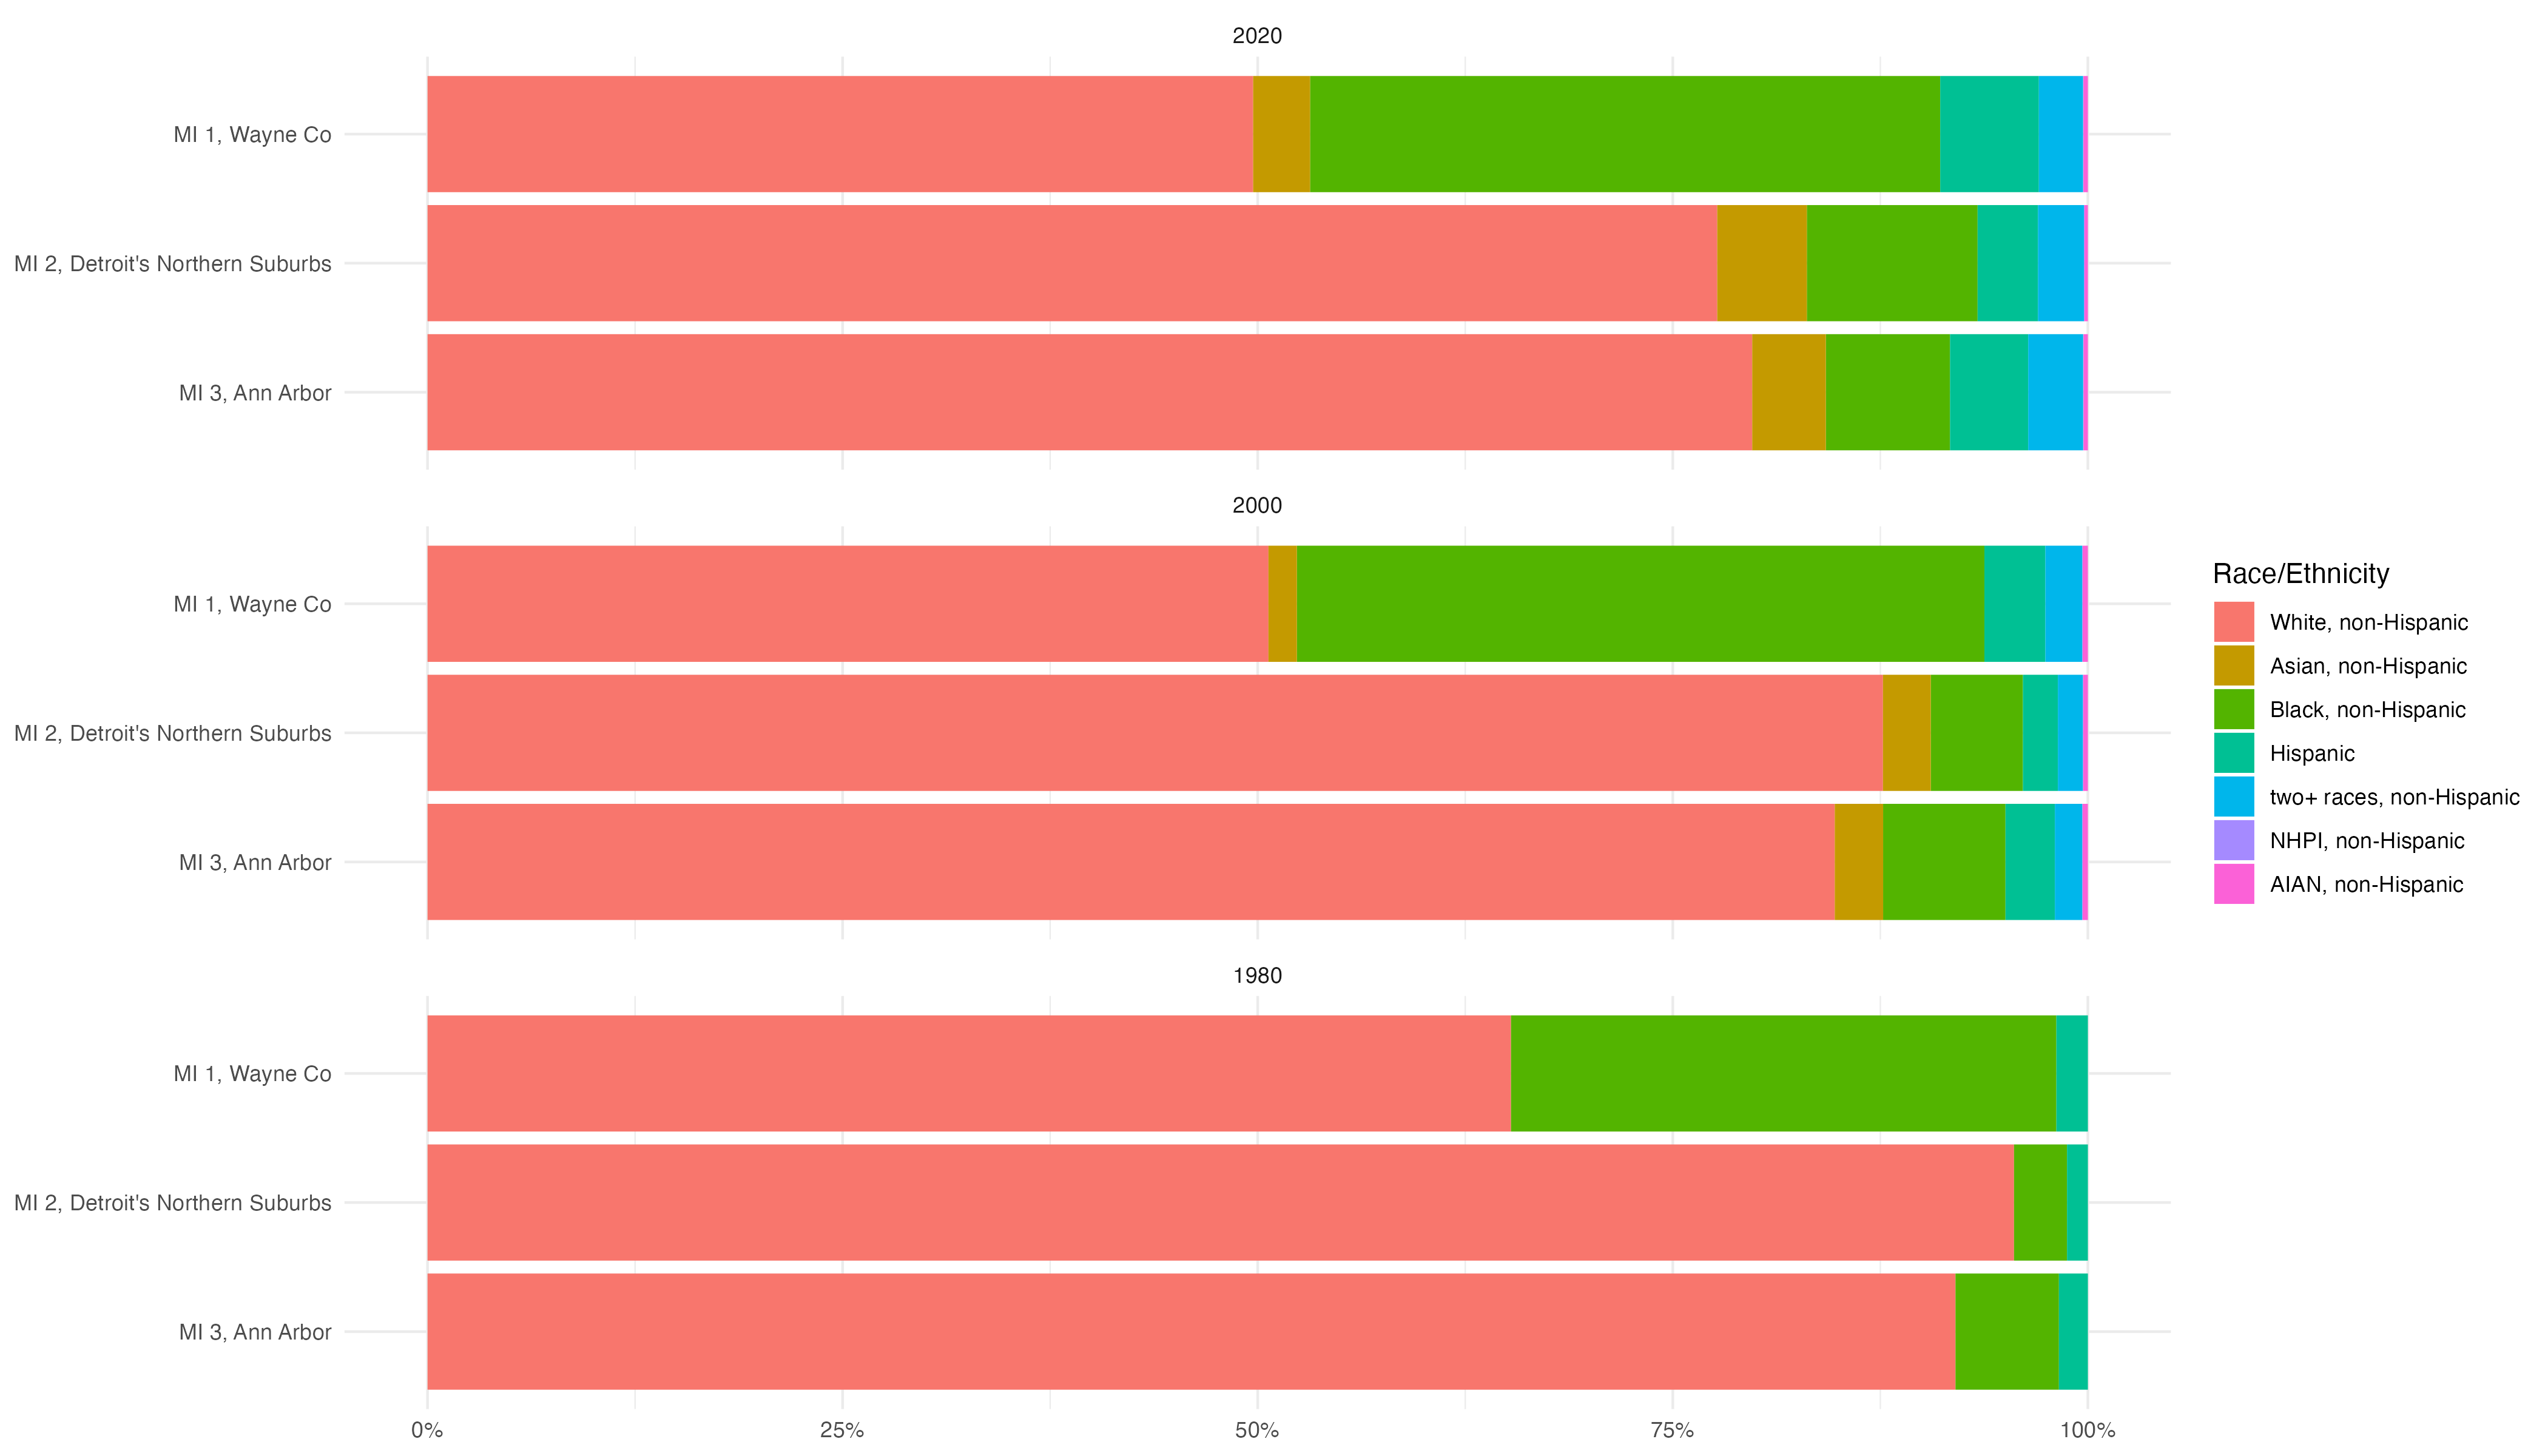 2020
MI 1, Wayne Co
MI 2, Detroit's Northern Suburbs
MI 3, Ann Arbor
2000
MI 1, Wayne Co
MI 2, Detroit's Northern Suburbs
MI 3, Ann Arbor
1980
MI 1, Wayne Co
MI 2, Detroit's Northern Suburbs
MI 3, Ann Arbor
0% 25% 50% 75% 100%
Race/Ethnicity
White, non-Hispanic
Asian, non-Hispanic
Black, non-Hispanic
Hispanic
two+ races, non-Hispanic
NHPI, non-Hispanic
AIAN, non-Hispanic